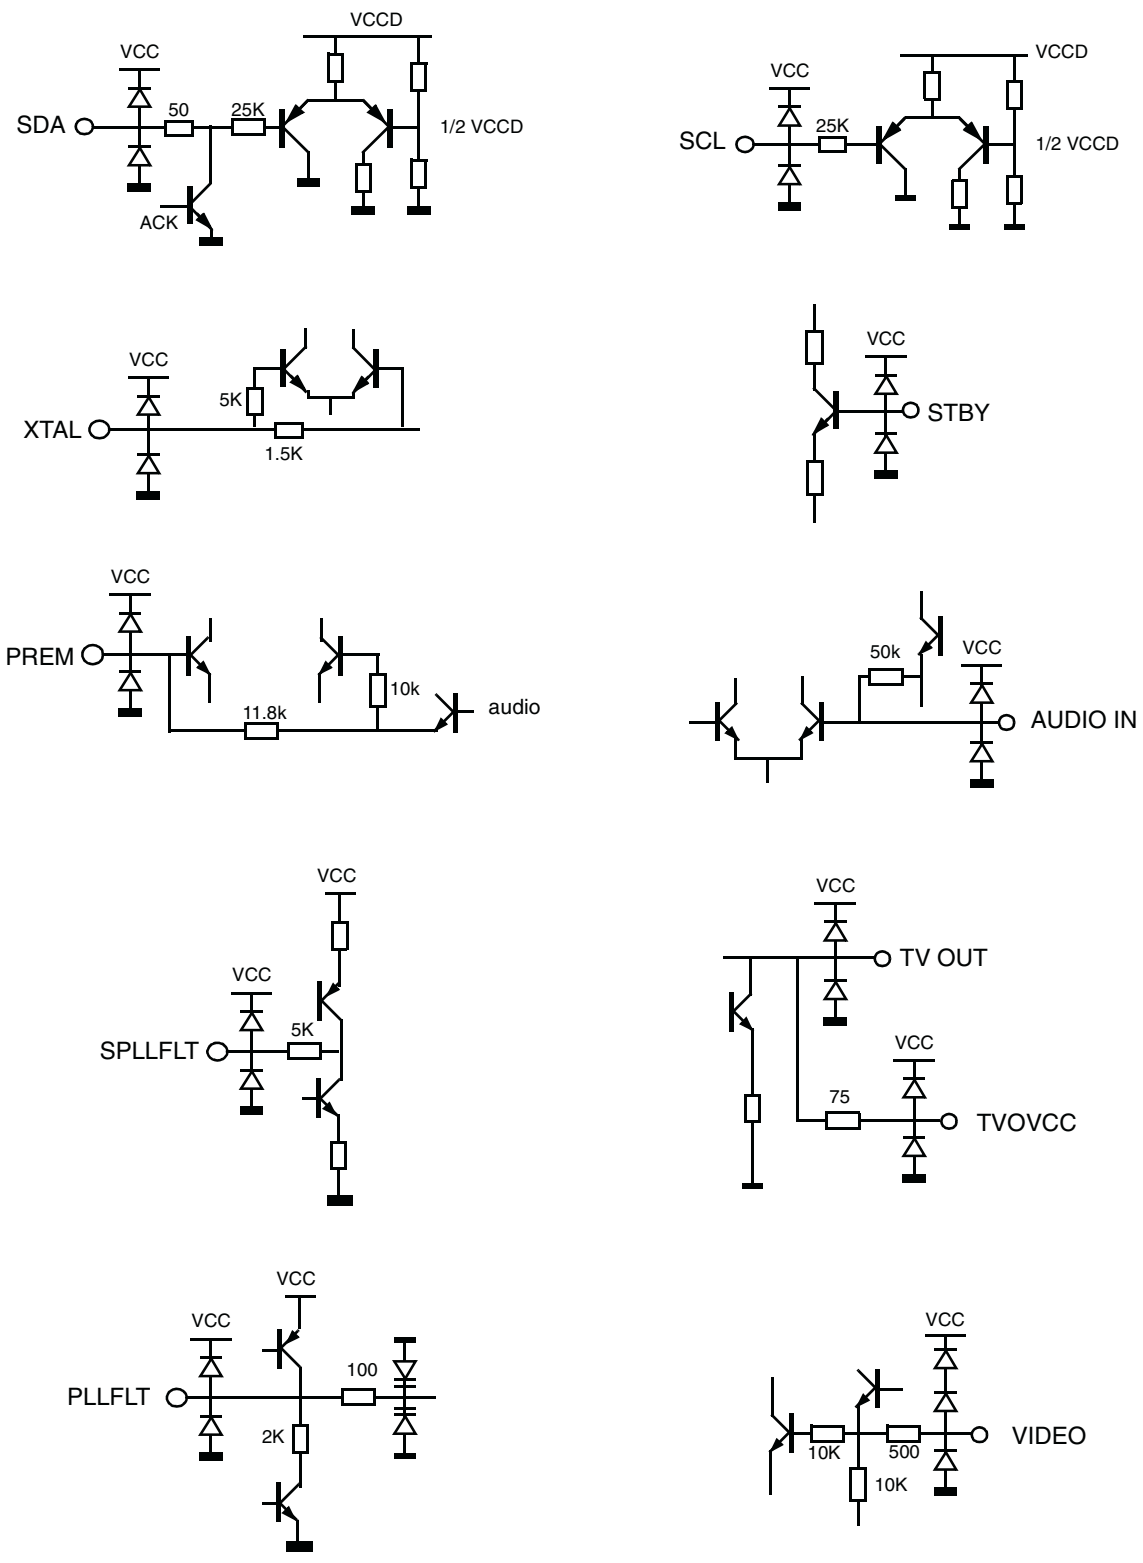 VCCD
VCC
50
25K
SDA
1/2 VCCD
ACK
VCCD
VCC
25K
SCL
1/2 VCCD
VCC
5K
XTAL
1.5K
VCC
STBY
VCC
PREM
10k
11.8k
audio
50k
VCC
AUDIO IN
VCC
VCC
5K
SPLLFLT
VCC
TV OUT
VCC
75
TVOVCC
VCC
VCC
100
PLLFLT
2K
VCC
VIDEO
10K
500
10K